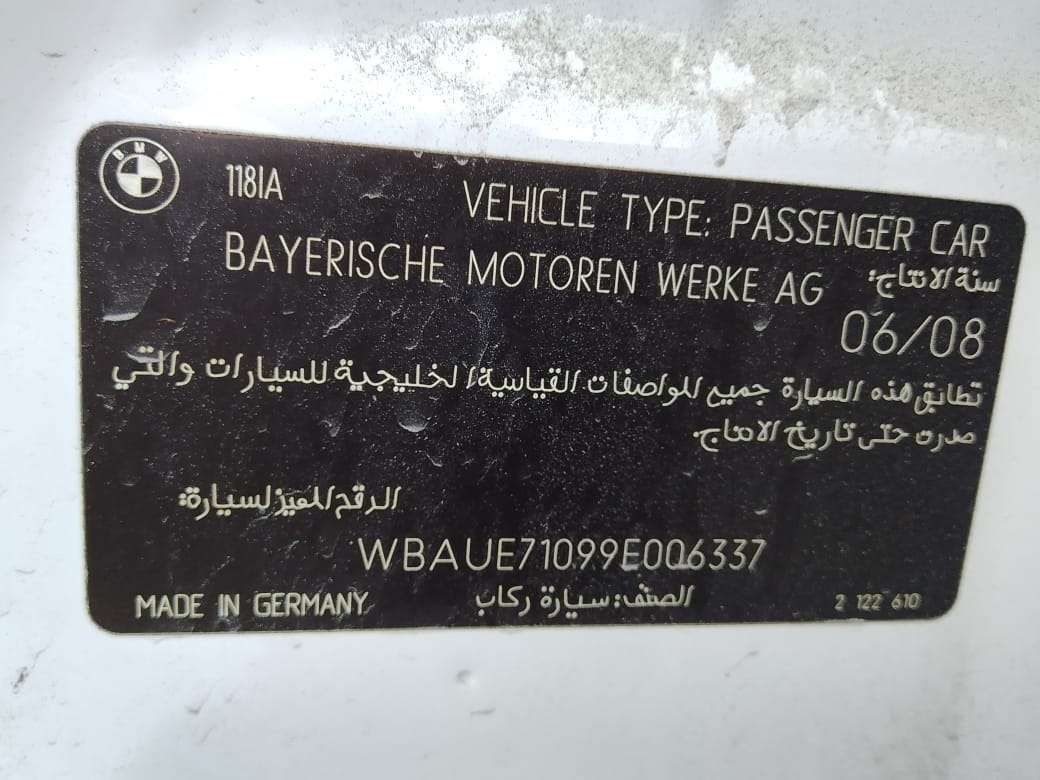 BMW
118IA
VEHICLE TYPE: PASSENGER CAR
BAYERISCHE MOTOREN WERKE AG
سنة الانتاج:
06/08
تطابق هذه السيارة جميع المواصفات القياسية الخليجية للسيارات والتي
صدرت حتى تاريخ الانتاج.
الرقم المميز لسيارة:
WBAUE71099E006337
MADE IN GERMANY
الصنف: سيارة ركاب
2 122 610